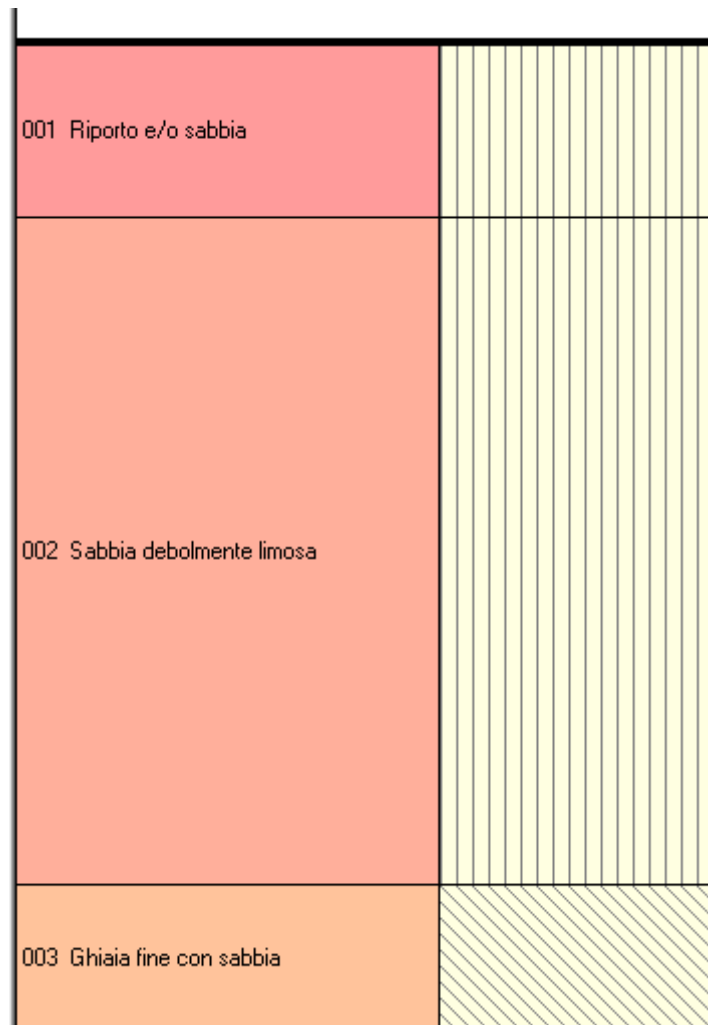 001 Riporto e/o sabbia
002 Sabbia debolmente limosa
003 Ghiaia fine con sabbia